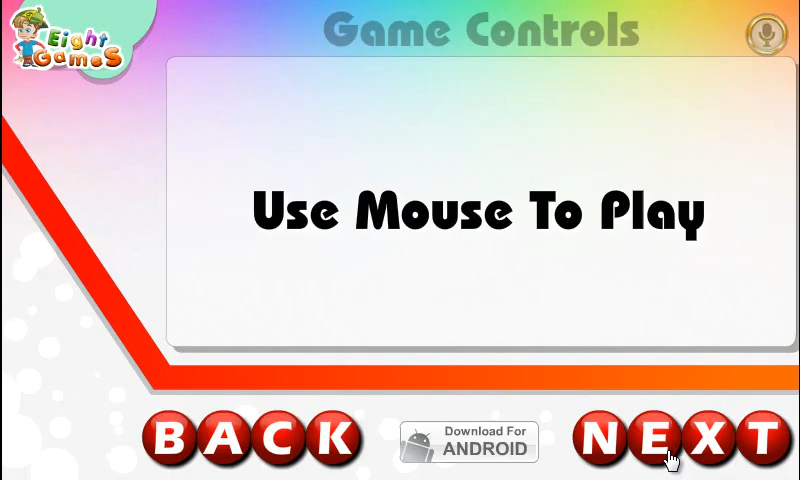 Eight
Games
Game Controls
Use Mouse To Play
BACK
Download For
ANDROID
NEXT